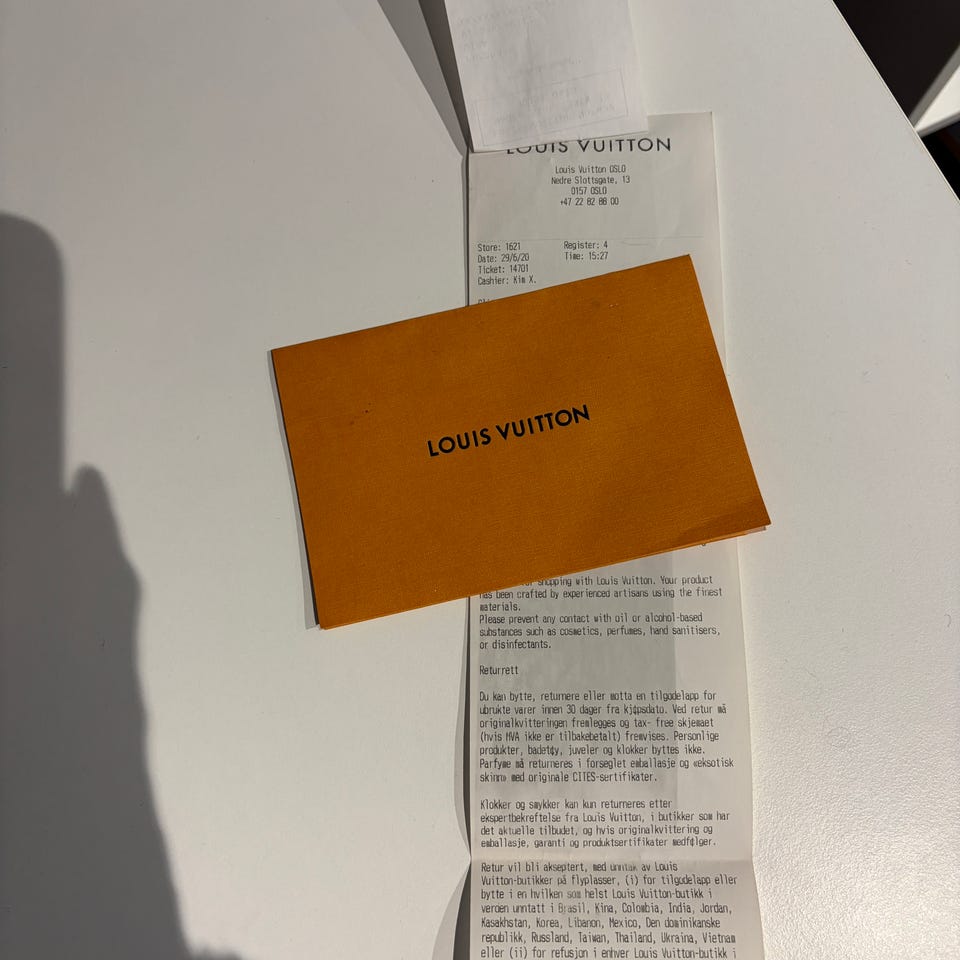 LOUIS VUITTON
Louis Vuitton OSLO
Nedre Slottsgate, 13
0157 OSLO
+47 22 82 88 00
Store: 1621 Register: 4
Date: 29/6/20 Time: 15:27
Ticket: 14701
Cashier: Kim X.
LOUIS VUITTON
shopping with Louis Vuitton. Your product
has been crafted by experienced artisans using the finest
materials.
Please prevent any contact with oil or alcohol-based
substances such as cosmetics, perfumes, hand sanitisers,
or disinfectants.
Returrett
Du kan bytte, returnere eller motta en tilgodelapp for
ubrukte varer innen 30 dager fra kj¢psdato. Ved retur må
originalkvitteringen fremlegges og tax- free skjemaet
(hvis MVA ikke er tilbakebetalt) fremvises. Personlige
produkter, badet¢y, juveler og klokker byttes ikke.
Parfyme må returneres i forseglet emballasje og «eksotisk
skinn» med originale CITES-sertifikater.
Klokker og smykker kan kun returneres etter
ekspertbekreftelse fra Louis Vuitton, i butikker som har
det aktuelle tilbudet, og hvis originalkvittering og
emballasje, garanti og produktsertifikater medf¢lger.
Retur vil bli akseptert, med unntak av Louis
Vuitton-butikker på flyplasser, (i) for tilgodelapp eller
bytte i en hvilken som helst Louis Vuitton-butikk i
verden unntatt i Brasil, Kina, Colombia, India, Jordan,
Kasakhstan, Korea, Libanon, Mexico, Den dominikanske
republikk, Russland, Taiwan, Thailand, Ukraina, Vietnam
eller (ii) for refusjon i enhver Louis Vuitton-butikk i